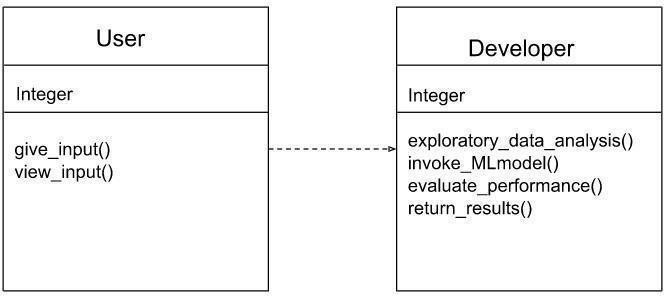 User
Integer
give_input()
view_input()
Developer
Integer
exploratory_data_analysis()
invoke_MLmodel()
evaluate_performance()
return_results()